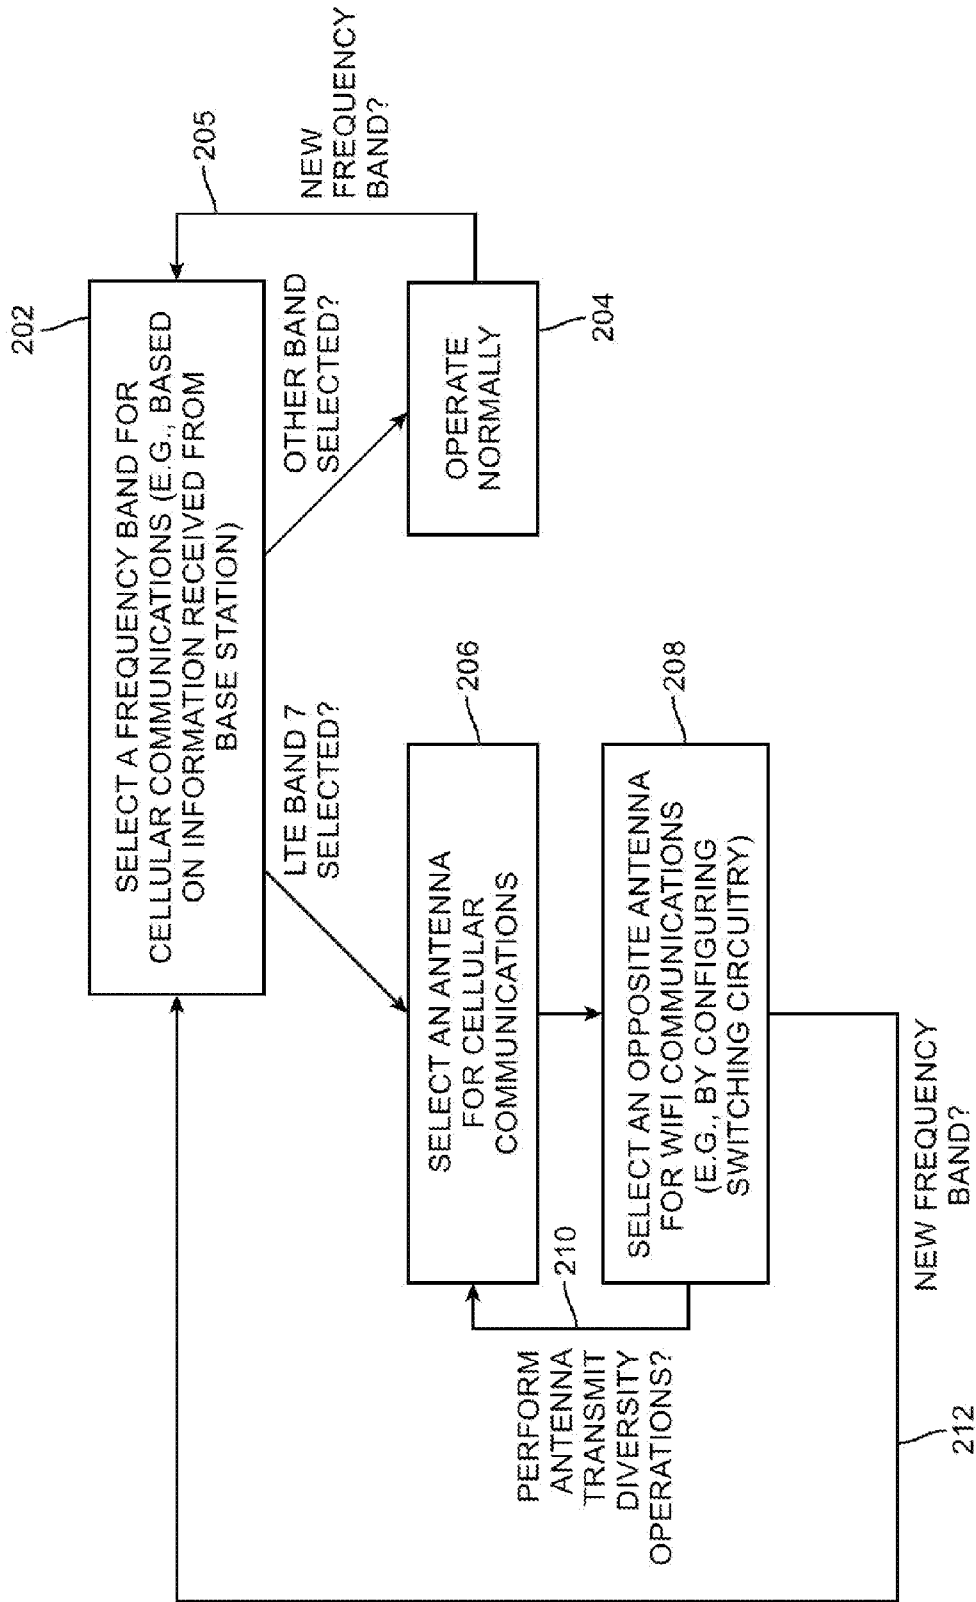 202
SELECT A FREQUENCY BAND FOR
CELLULAR COMMUNICATIONS (E.G., BASED
ON INFORMATION RECEIVED FROM
BASE STATION)
205
NEW
FREQUENCY
BAND?
LTE BAND 7
SELECTED?
OTHER BAND
SELECTED?
OPERATE
NORMALLY
204
SELECT AN ANTENNA
FOR CELLULAR
COMMUNICATIONS
206
SELECT AN OPPOSITE ANTENNA
FOR WIFI COMMUNICATIONS
(E.G., BY CONFIGURING
SWITCHING CIRCUITRY)
208
210
PERFORM
ANTENNA
TRANSMIT
DIVERSITY
OPERATIONS?
NEW FREQUENCY
BAND?
212